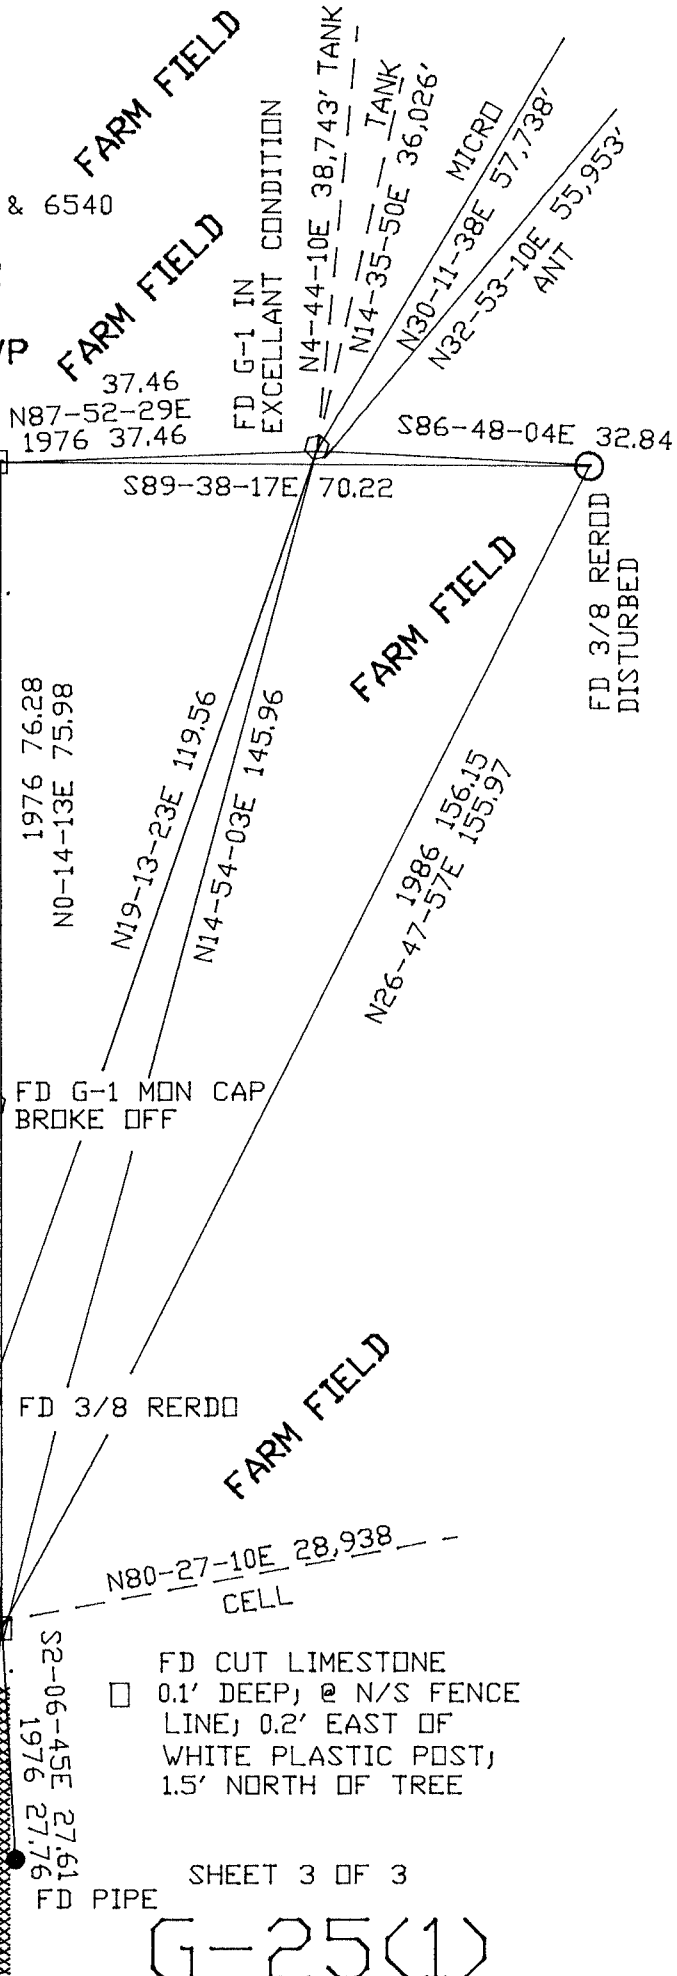 FARM FIELD
& 6540
FARM FIELD
FD G-1 IN
EXCELLANT CONDITION
N4-44-10E 38,743' TANK
TANK
N14-35-50E 36,026'
MICRO
N30-11-38E 57,738'
N32-53-10E 55,953'
ANT
37.46
N87-52-29E
1976 37.46
S86-48-04E 32.84
S89-38-17E 70.22
FD 3/8 REROD
DISTURBED
FARM FIELD
1976 76.28
N0-14-13E 75.98
N19-13-23E 119.56
N14-54-03E 145.96
1986 156.15
N26-47-57E 155.97
FD G-1 MON CAP
BROKE OFF
FD 3/8 RERDO
FARM FIELD
N80-27-10E 28,938
CELL
S2-06-45E 27.61
1976 27.76
FD CUT LIMESTONE
0.1' DEEP; @ N/S FENCE
LINE; 0.2' EAST OF
WHITE PLASTIC POST;
1.5' NORTH OF TREE
FD PIPE
SHEET 3 OF 3
G-25(1)